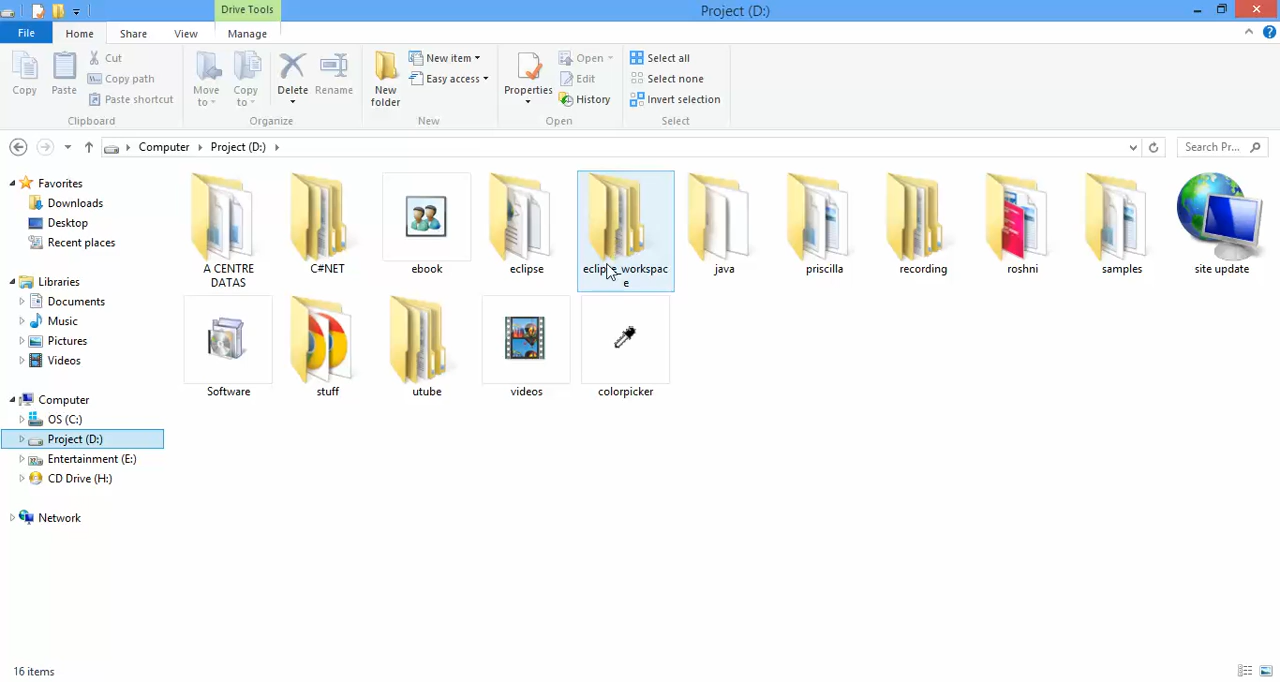 Drive Tools
Project (D:)
File
Home
Share
View
Manage
Copy
Paste
Cut
Copy path
Paste shortcut
Clipboard
Move to
Copy to
Delete
Rename
Organize
New folder
New item
Easy access
New
Properties
Open
Edit
History
Open
Select all
Select none
Invert selection
Select
Computer
Project (D:)
Search Pr...
Favorites
Downloads
Desktop
Recent places
Libraries
Documents
Music
Pictures
Videos
Computer
OS (C:)
Project (D:)
Entertainment (E:)
CD Drive (H:)
Network
A CENTRE
DATAS
C#NET
ebook
eclipse
eclipse_workspac
e
java
priscilla
recording
roshni
samples
site update
Software
stuff
utube
videos
colorpicker
16 items